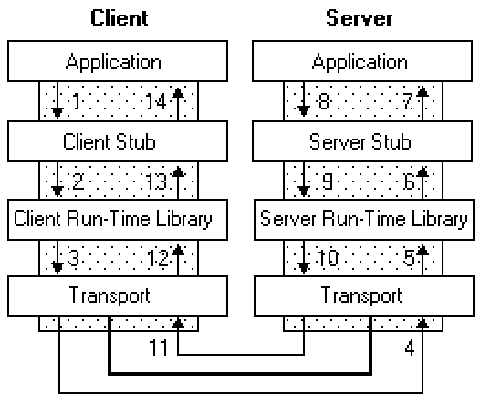 Client Server
Application Application
1 14 8 7
Client Stub Server Stub
2 13 9 6
Client Run-Time Library Server Run-Time Library
3 12 10 5
Transport Transport
11 4